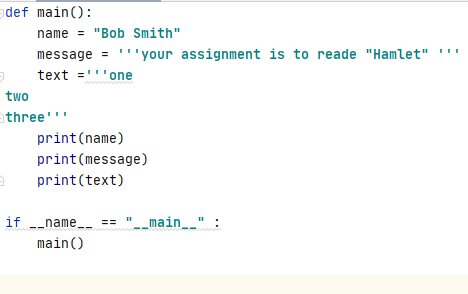 def main():
    name = "Bob Smith"
    message = '''your assignment is to reade "Hamlet" '''
    text ='''one
two
three'''
    print(name)
    print(message)
    print(text)

if __name__ == "__main__" :
    main()